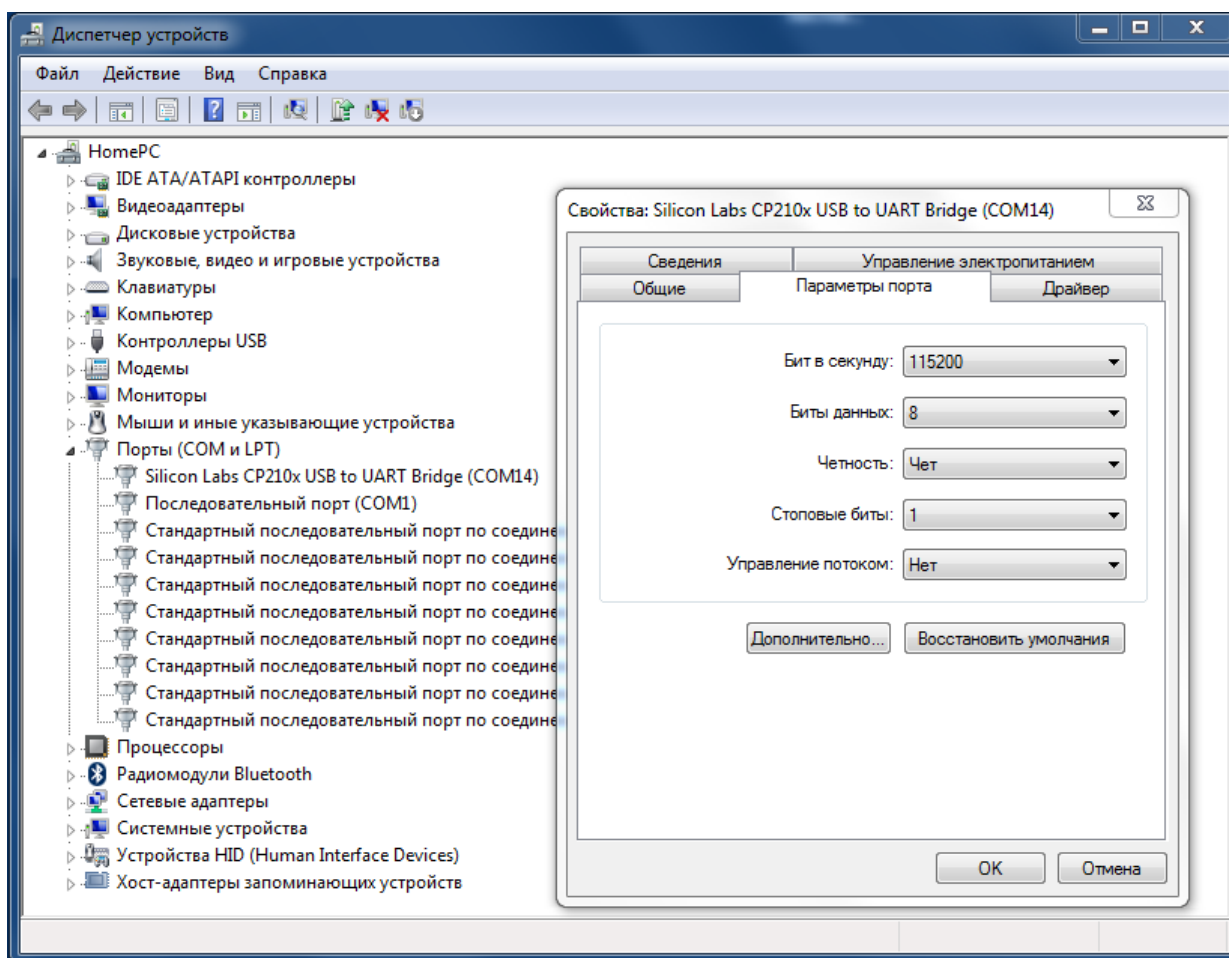 Диспетчер устройств
Файл Действие Вид Справка
HomePC
IDE ATA/ATAPI контроллеры
Видеоадаптеры
Дисковые устройства
Звуковые, видео и игровые устройства
Клавиатуры
Компьютер
Контроллеры USB
Модемы
Мониторы
Мыши и иные указывающие устройства
Порты (COM и LPT)
Silicon Labs CP210x USB to UART Bridge (COM14)
Последовательный порт (COM1)
Стандартный последовательный порт по соедине
Стандартный последовательный порт по соедине
Стандартный последовательный порт по соедине
Стандартный последовательный порт по соедине
Стандартный последовательный порт по соедине
Стандартный последовательный порт по соедине
Стандартный последовательный порт по соедине
Стандартный последовательный порт по соедине
Процессоры
Радиомодули Bluetooth
Сетевые адаптеры
Системные устройства
Устройства HID (Human Interface Devices)
Хост-адаптеры запоминающих устройств
Свойства: Silicon Labs CP210x USB to UART Bridge (COM14)
Сведения Управление электропитанием
Общие Параметры порта Драйвер
Бит в секунду: 115200
Биты данных: 8
Четность: Чет
Стоповые биты: 1
Управление потоком: Нет
Дополнительно... Восстановить умолчания
OK Отмена